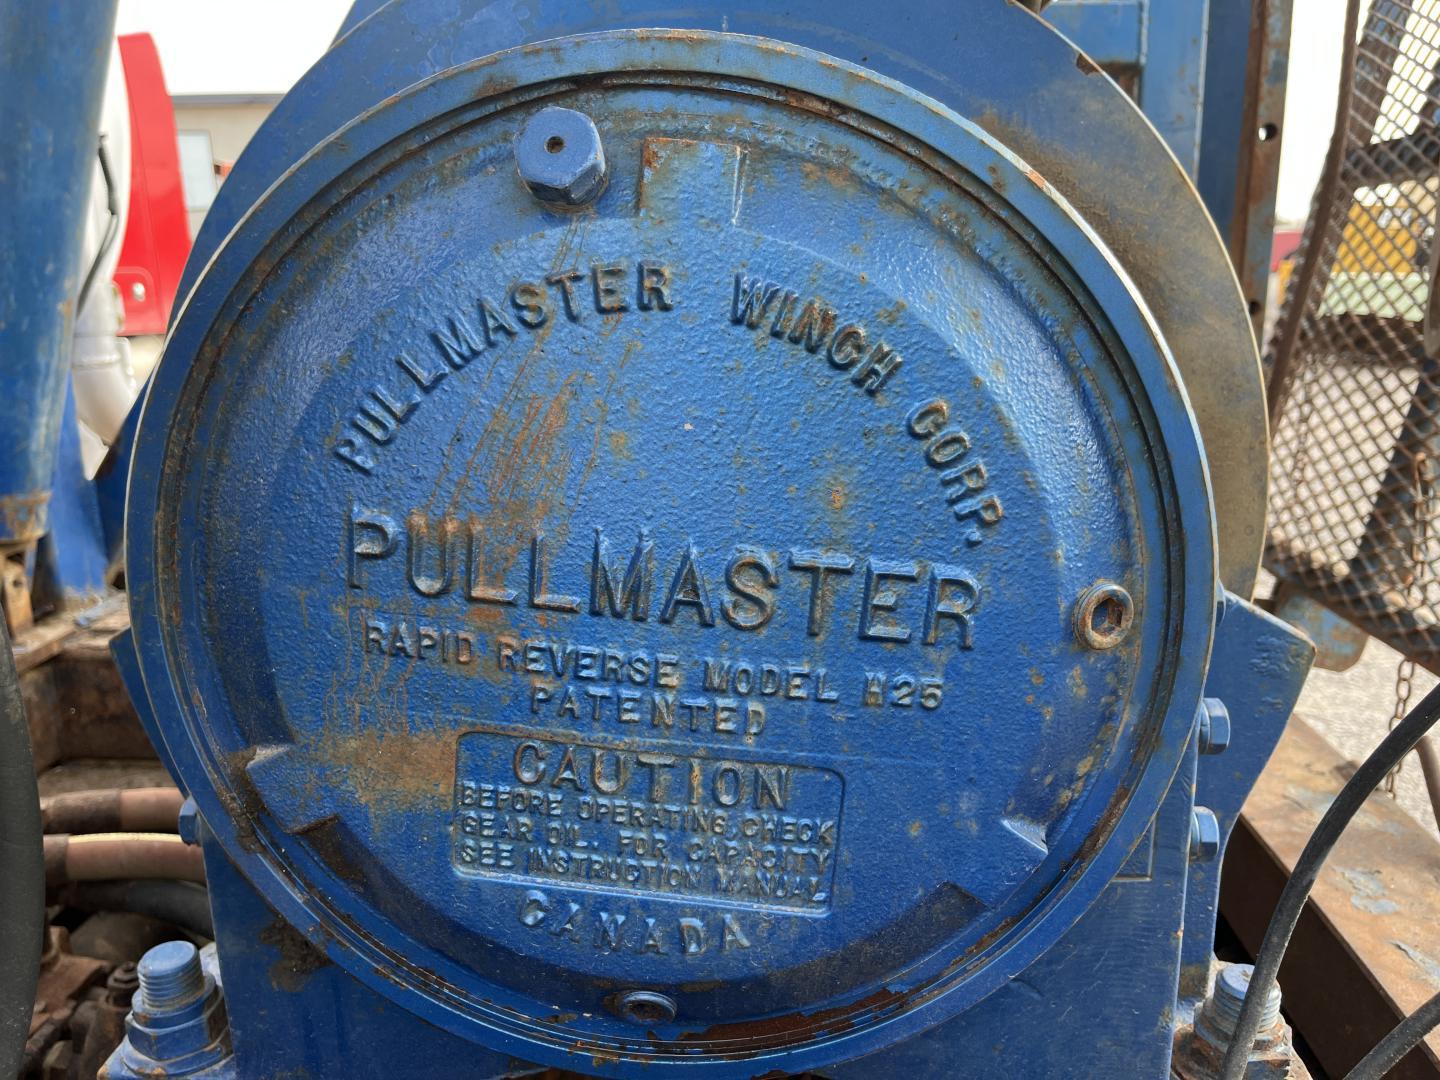 PULLMASTER WINCH CORP.
PULLMASTER
RAPID REVERSE MODEL H25
PATENTED
CAUTION
BEFORE OPERATING, CHECK
GEAR OIL. FOR CAPACITY
SEE INSTRUCTION MANUAL
CANADA